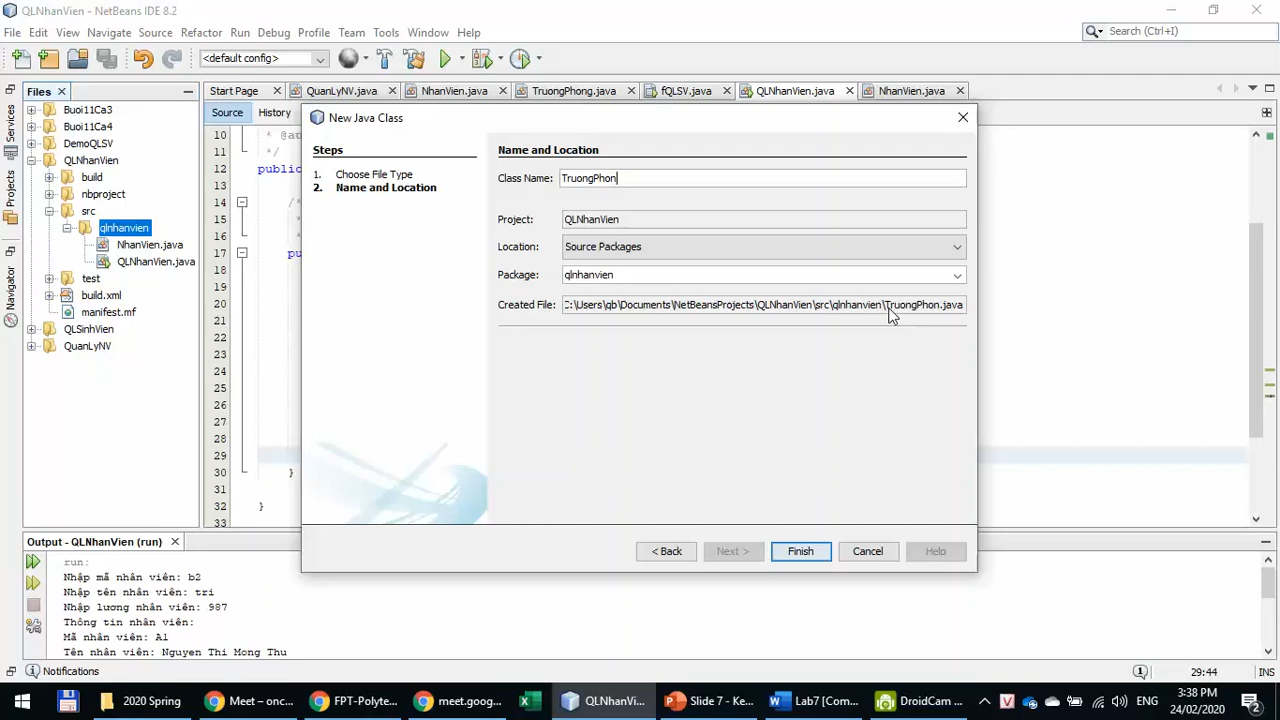 QLNhanVien - NetBeans IDE 8.2
File Edit View Navigate Source Refactor Run Debug Profile Team Tools Window Help
Search (Ctrl+I)
<default config>
Files
Start Page
QuanLyNV.java
NhanVien.java
TruongPhong.java
fQLSV.java
QLNhanVien.java
NhanVien.java
Services
Projects
Navigator
Buoi11Ca3
Buoi11Ca4
DemoQLSV
QLNhanVien
build
nbproject
src
qlnhanvien
NhanVien.java
QLNhanVien.java
test
build.xml
manifest.mf
QLSinhVien
QuanLyNV
Source History
10 * @au
11 */
12 public
13
14 /*
15 *
16 *
17 pu
18
19
20
21
22
23
24
25
26
27
28
29
30 }
31
32 }
33
New Java Class
Steps
1. Choose File Type
2. Name and Location
Name and Location
Class Name: TruongPhon
Project: QLNhanVien
Location: Source Packages
Package: qlnhanvien
Created File: C:\Users\qb\Documents\NetBeansProjects\QLNhanVien\src\qlnhanvien\TruongPhon.java
< Back Next > Finish Cancel Help
Output - QLNhanVien (run)
run:
Nhập mã nhân viên: b2
Nhập tên nhân viên: tri
Nhập lương nhân viên: 987
Thông tin nhân viên:
Mã nhân viên: A1
Tên nhân viên: Nguyen Thi Mong Thu
Notifications
1
29:44
INS
2020 Spring
Meet – onc...
FPT-Polyte...
meet.goog...
QLNhanVi...
Slide 7 - Ke...
Lab7 [Com...
DroidCam ...
ENG
3:38 PM
24/02/2020
2